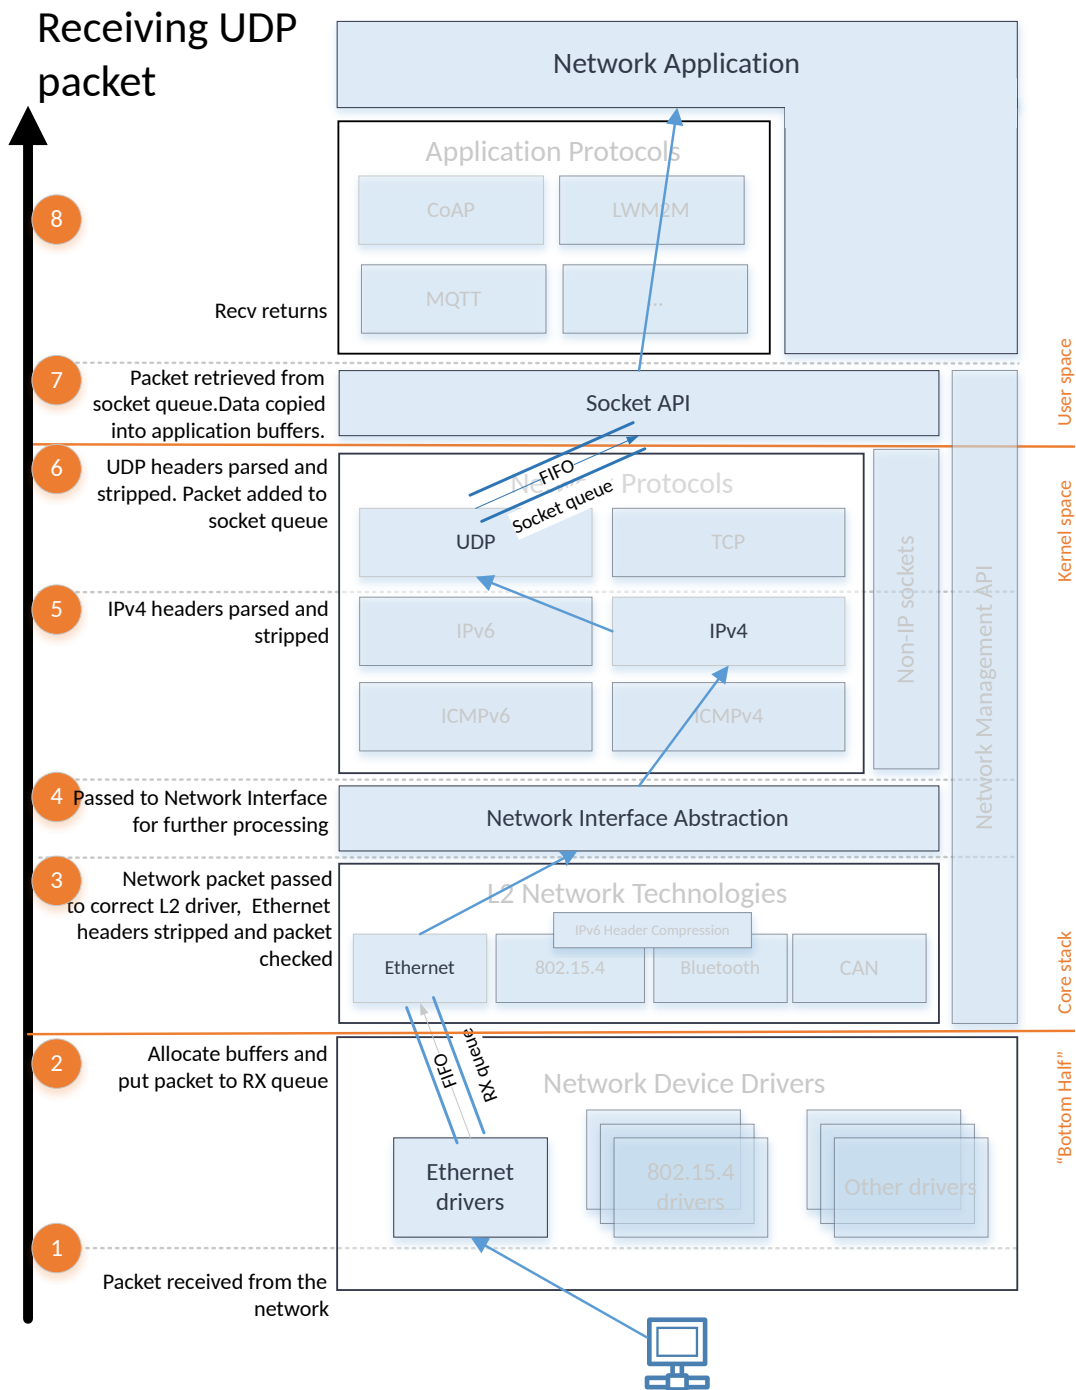 Receiving UDP
packet
Network Application
Application Protocols
CoAP
LWM2M
MQTT
..
8
Recv returns
7
Packet retrieved from
socket queue.Data copied
into application buffers.
Socket API
User space
6
UDP headers parsed and
stripped. Packet added to
socket queue
Network Protocols
FIFO
Socket queue
UDP
TCP
Kernel space
5
IPv4 headers parsed and
stripped
IPv6
IPv4
ICMPv6
ICMPv4
Non-IP sockets
Network Management API
4
Passed to Network Interface
for further processing
Network Interface Abstraction
3
Network packet passed
to correct L2 driver, Ethernet
headers stripped and packet
checked
L2 Network Technologies
IPv6 Header Compression
Ethernet
802.15.4
Bluetooth
CAN
Core stack
2
Allocate buffers and
put packet to RX queue
FIFO
RX queue
Network Device Drivers
Ethernet
drivers
802.15.4
drivers
Other drivers
“Bottom Half”
1
Packet received from the
network